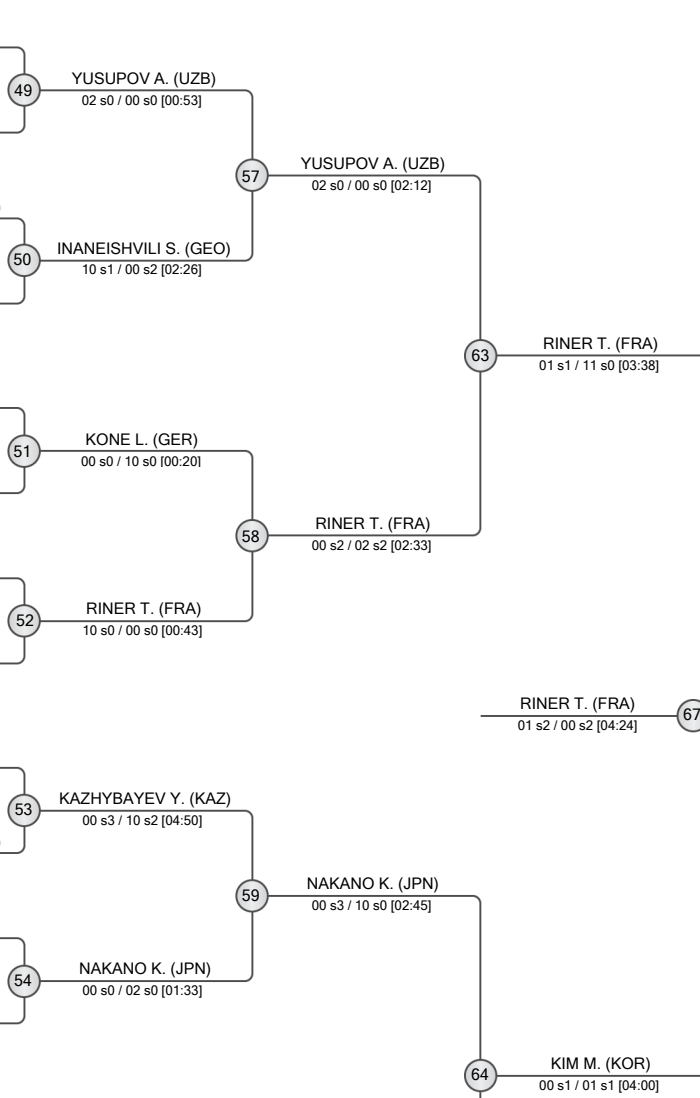 49
YUSUPOV A. (UZB)
02 s0 / 00 s0 [00:53]
57
YUSUPOV A. (UZB)
02 s0 / 00 s0 [02:12]
50
INANEISHVILI S. (GEO)
10 s1 / 00 s2 [02:26]
63
RINER T. (FRA)
01 s1 / 11 s0 [03:38]
51
KONE L. (GER)
00 s0 / 10 s0 [00:20]
58
RINER T. (FRA)
00 s2 / 02 s2 [02:33]
52
RINER T. (FRA)
10 s0 / 00 s0 [00:43]
RINER T. (FRA)
01 s2 / 00 s2 [04:24]
67
53
KAZHYBAYEV Y. (KAZ)
00 s3 / 10 s2 [04:50]
59
NAKANO K. (JPN)
00 s3 / 10 s0 [02:45]
54
NAKANO K. (JPN)
00 s0 / 02 s0 [01:33]
64
KIM M. (KOR)
00 s1 / 01 s1 [04:00]